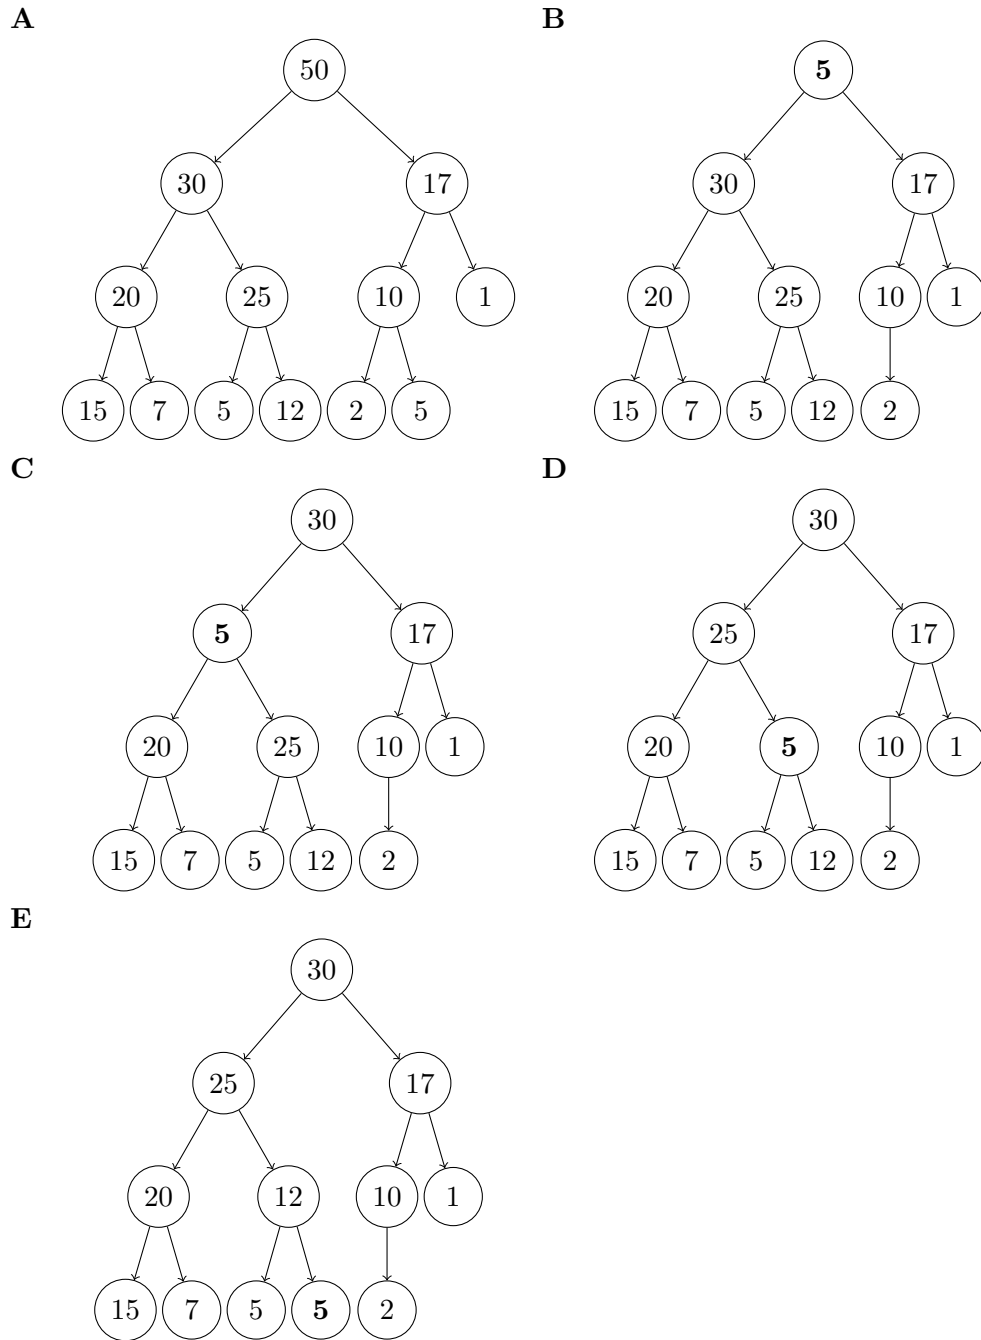 A B
50 5
30 17 30 17
20 25 10 1 20 25 10 1
15 7 5 12 2 5 15 7 5 12 2
C D
30 30
5 17 25 17
20 25 10 1 20 5 10 1
15 7 5 12 2 15 7 5 12 2
E
30
25 17
20 12 10 1
15 7 5 5 2